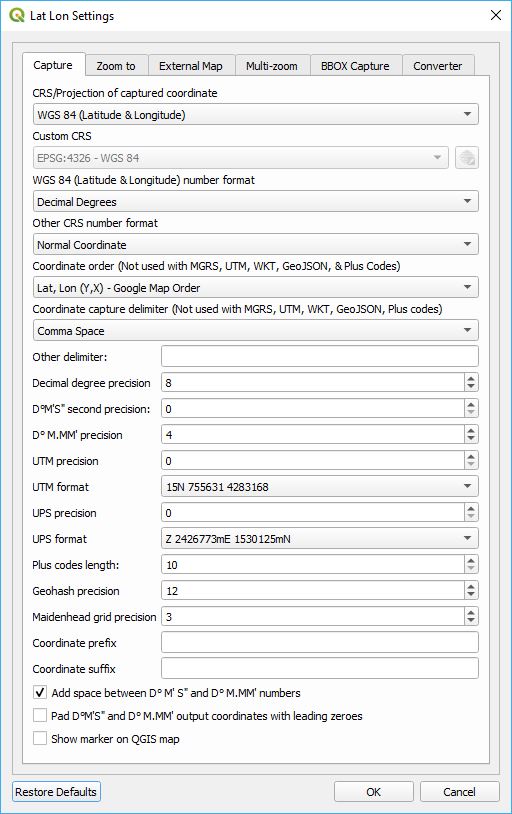 Lat Lon Settings
Capture Zoom to External Map Multi-zoom BBOX Capture Converter
CRS/Projection of captured coordinate
WGS 84 (Latitude & Longitude)
Custom CRS
EPSG:4326 - WGS 84
WGS 84 (Latitude & Longitude) number format
Decimal Degrees
Other CRS number format
Normal Coordinate
Coordinate order (Not used with MGRS, UTM, WKT, GeoJSON, & Plus Codes)
Lat, Lon (Y,X) - Google Map Order
Coordinate capture delimiter (Not used with MGRS, UTM, WKT, GeoJSON, Plus codes)
Comma Space
Other delimiter:
Decimal degree precision 8
D°M'S" second precision: 0
D° M.MM' precision 4
UTM precision 0
UTM format 15N 755631 4283168
UPS precision 0
UPS format Z 2426773mE 1530125mN
Plus codes length: 10
Geohash precision 12
Maidenhead grid precision 3
Coordinate prefix
Coordinate suffix
Add space between D° M' S" and D° M.MM' numbers
Pad D°M'S" and D° M.MM' output coordinates with leading zeroes
Show marker on QGIS map
Restore Defaults OK Cancel